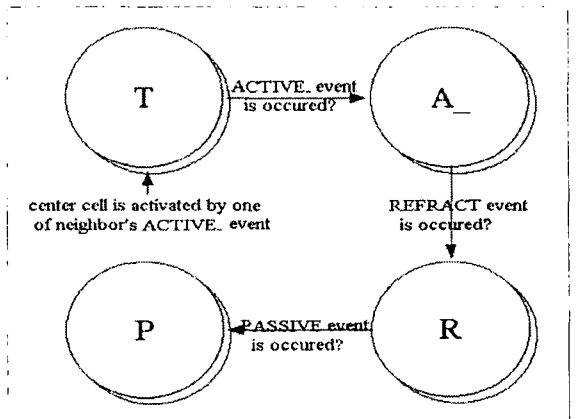 T
ACTIVE_ event
is occured?
A_
center cell is activated by one
of neighbor's ACTIVE_ event
REFRACT event
is occured?
P
PASSIVE event
is occured?
R